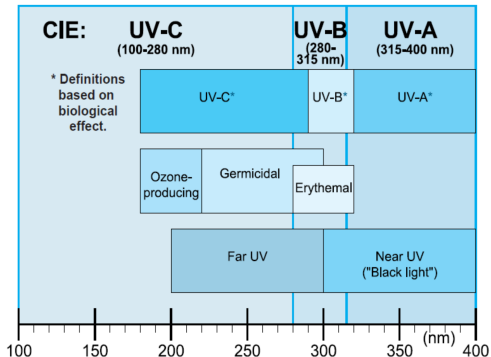 CIE: UV-C UV-B UV-A
(100-280 nm) (280-
315 nm) (315-400 nm)
* Definitions
based on
biological
effect.
UV-C* UV-B* UV-A*
Ozone-
producing
Germicidal
Erythemal
Far UV
Near UV
("Black light")
(nm)
100 150 200 250 300 350 400